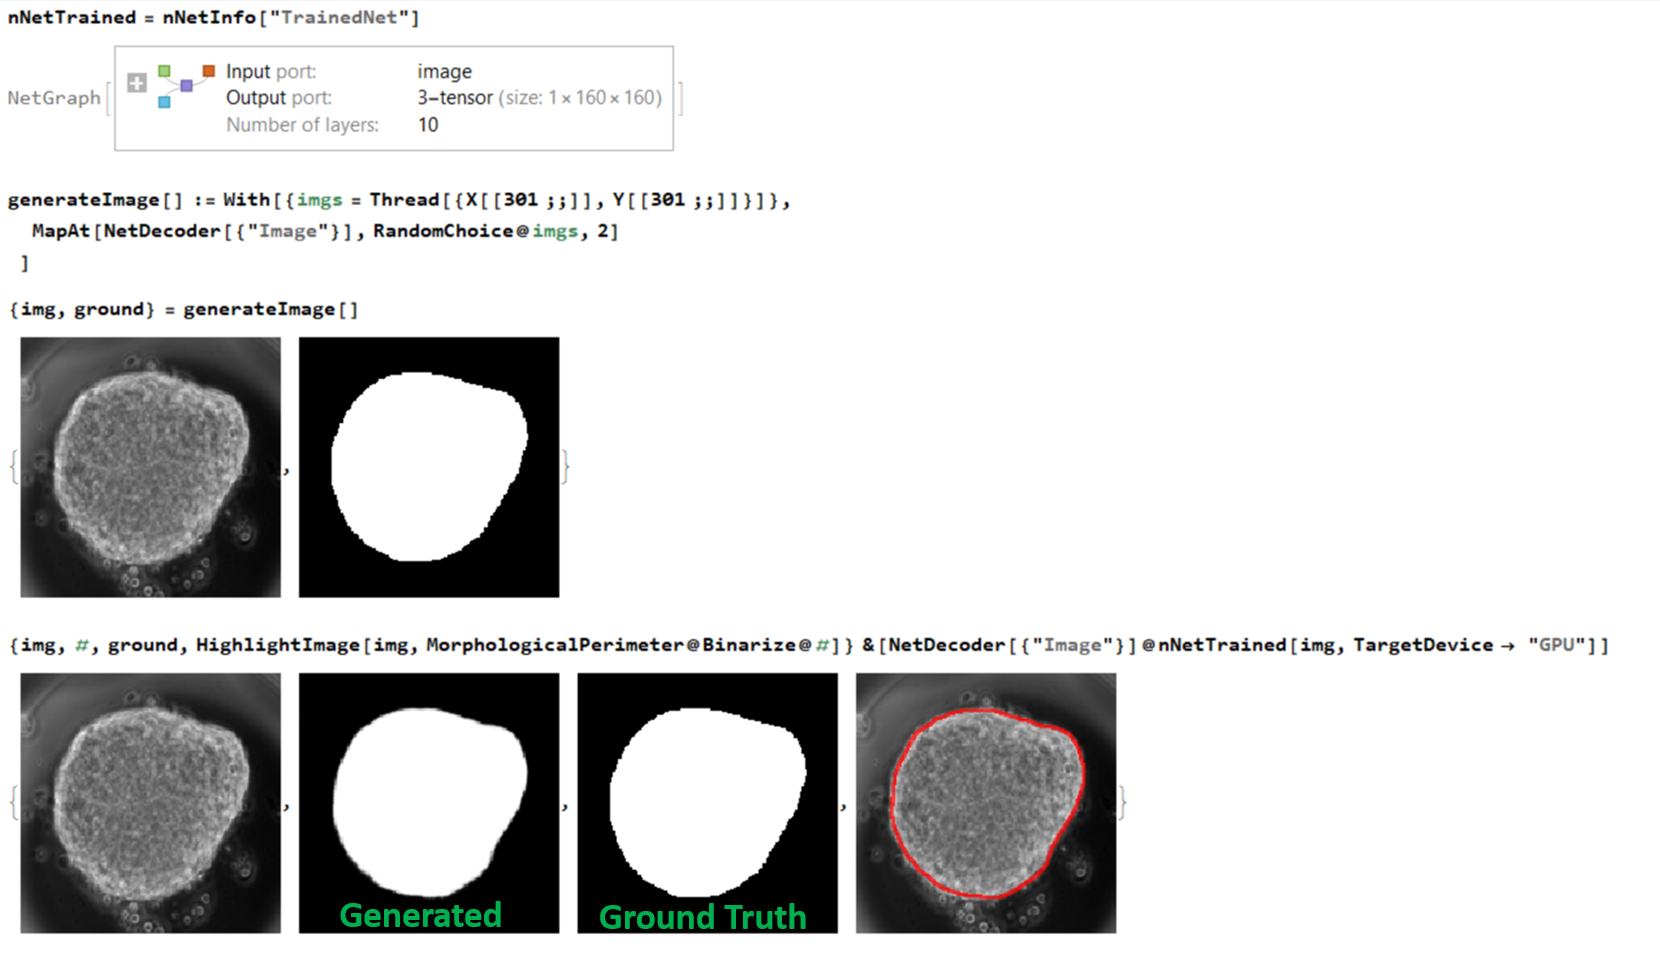 nNetTrained = nNetInfo["TrainedNet"]
NetGraph[
Input port: image
Output port: 3-tensor (size: 1×160×160)
Number of layers: 10
]
generateImage[] := With[{imgs = Thread[{X[[301 ;;]], Y[[301 ;;]]}]},
MapAt[NetDecoder[{"Image"}], RandomChoice@imgs, 2]
]
{img, ground} = generateImage[]
{ , }
{img, #, ground, HighlightImage[img, MorphologicalPerimeter@Binarize@#]} &[NetDecoder[{"Image"}]@nNetTrained[img, TargetDevice → "GPU"]]
{ , , , }
Generated
Ground Truth